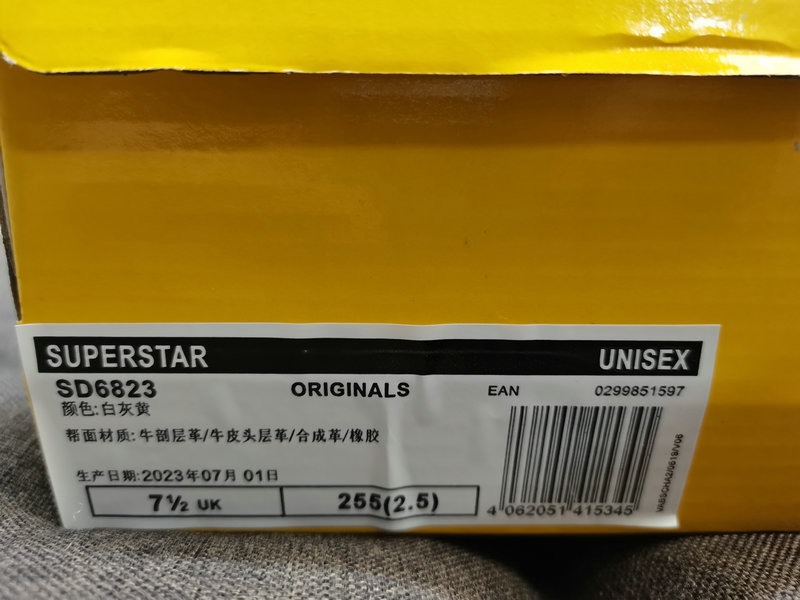 SUPERSTAR UNISEX
SD6823 ORIGINALS EAN 0299851597
颜色:白灰黄
帮面材质:牛剖层革/牛皮头层革/合成革/橡胶
生产日期:2023年07月 01日
7½ UK 255(2.5)
4 062051 415345